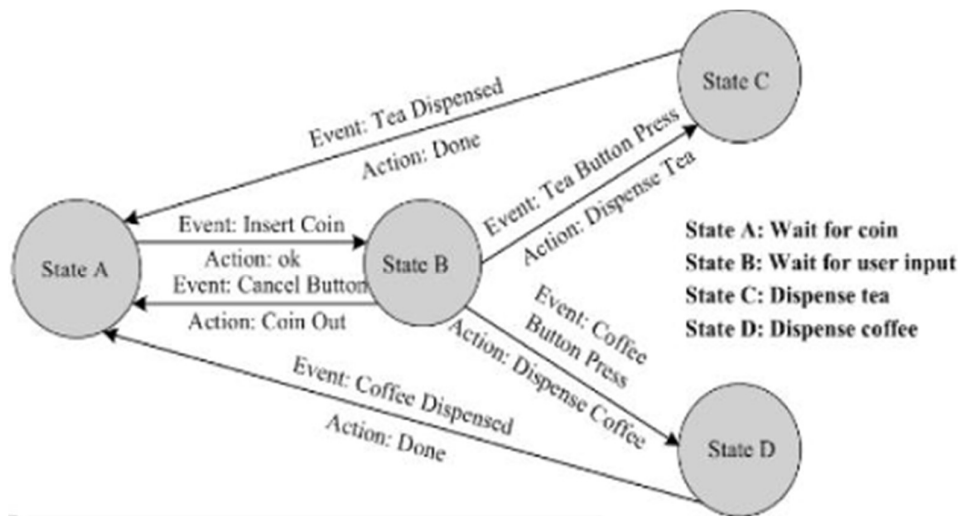 State C
Event: Tea Dispensed
Action: Done
Event: Tea Button Press
Action: Dispense Tea
State A
Event: Insert Coin
Action: ok
Event: Cancel Button
Action: Coin Out
State B
State A: Wait for coin
State B: Wait for user input
State C: Dispense tea
State D: Dispense coffee
Event: Coffee
Button Press
Action: Dispense Coffee
Event: Coffee Dispensed
Action: Done
State D